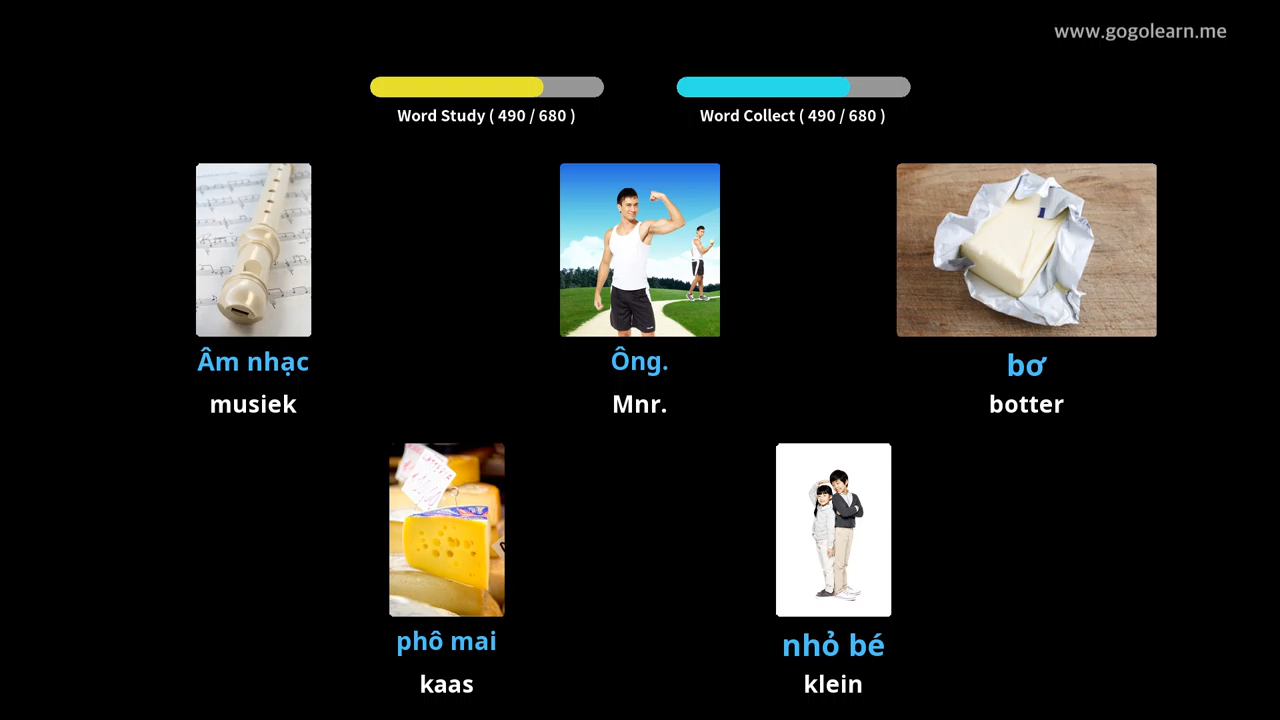 www.gogolearn.me
Word Study ( 490 / 680 )
Word Collect ( 490 / 680 )
Âm nhạc
musiek
Ông.
Mnr.
bơ
botter
phô mai
kaas
nhỏ bé
klein